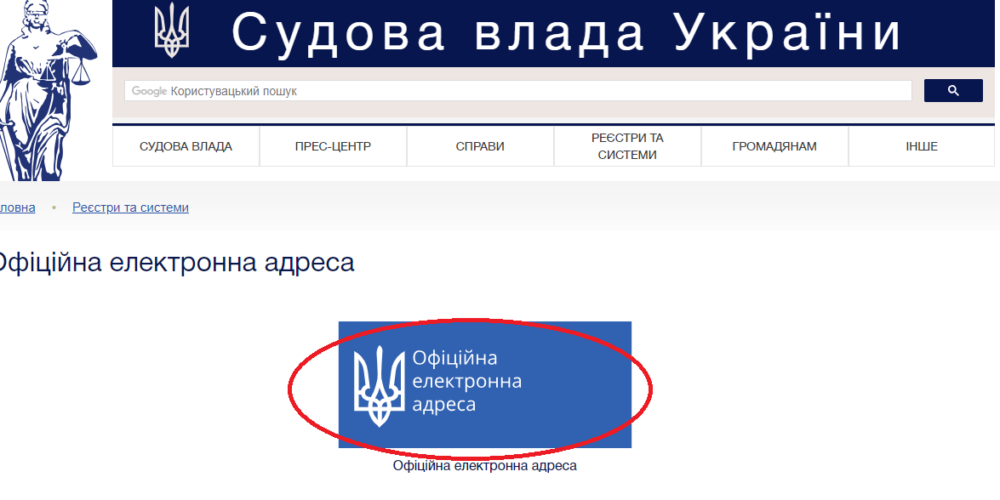 Судова влада України
Google Користувацький пошук
СУДОВА ВЛАДА
ПРЕС-ЦЕНТР
СПРАВИ
РЕЄСТРИ ТА
СИСТЕМИ
ГРОМАДЯНАМ
ІНШЕ
ловна • Реєстри та системи
Офіційна електронна адреса
Офіційна
електронна
адреса
Офіційна електронна адреса